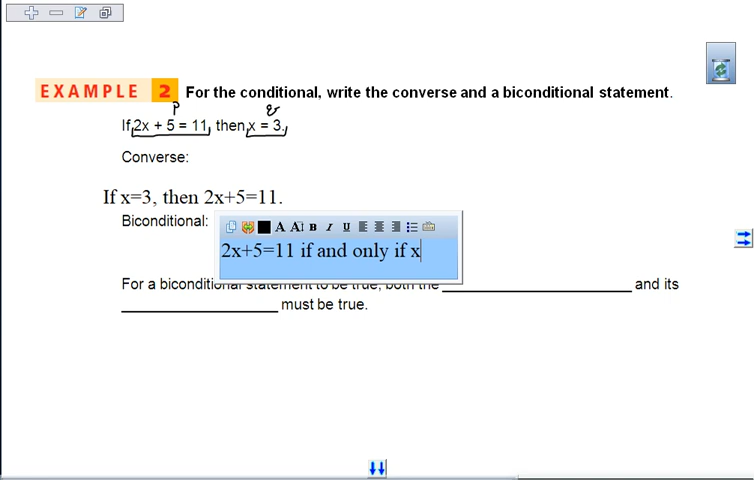 EXAMPLE 2 For the conditional, write the converse and a biconditional statement.
p q
If 2x + 5 = 11, then x = 3.
Converse:
If x=3, then 2x+5=11.
Biconditional:
A A B I U
2x+5=11 if and only if x
For a biconditional statement to be true, both the ____________________ and its
________________ must be true.